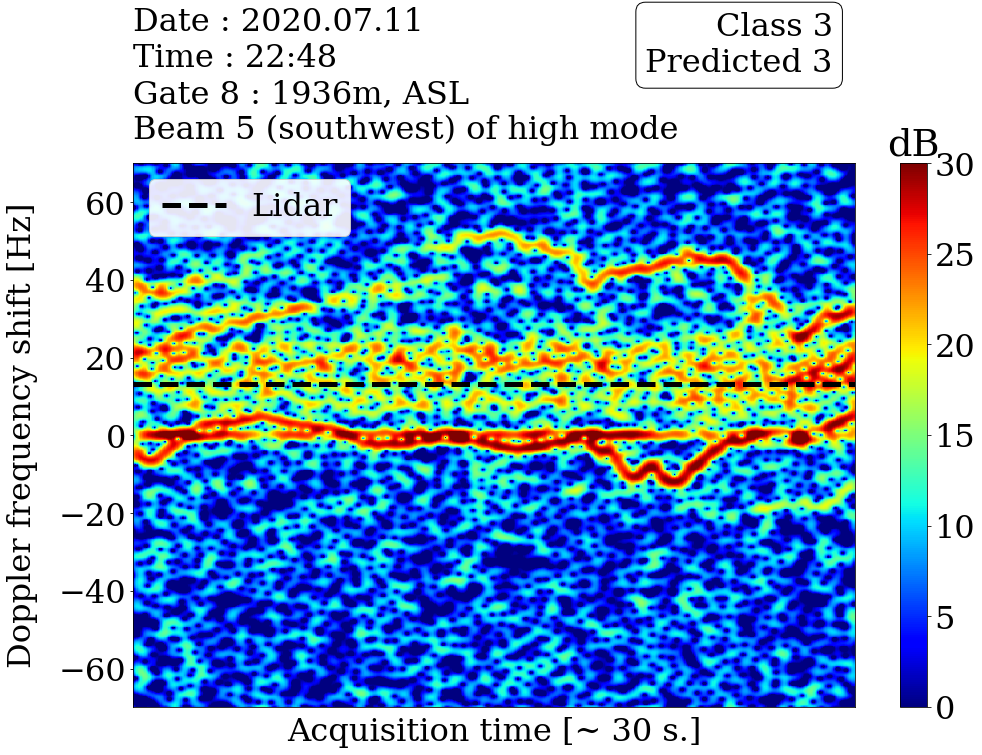 Date : 2020.07.11
Time : 22:48
Gate 8 : 1936m, ASL
Beam 5 (southwest) of high mode
Class 3
Predicted 3
dB
Lidar
Doppler frequency shift [Hz]
60
40
20
0
−20
−40
−60
Acquisition time [~ 30 s.]
30
25
20
15
10
5
0